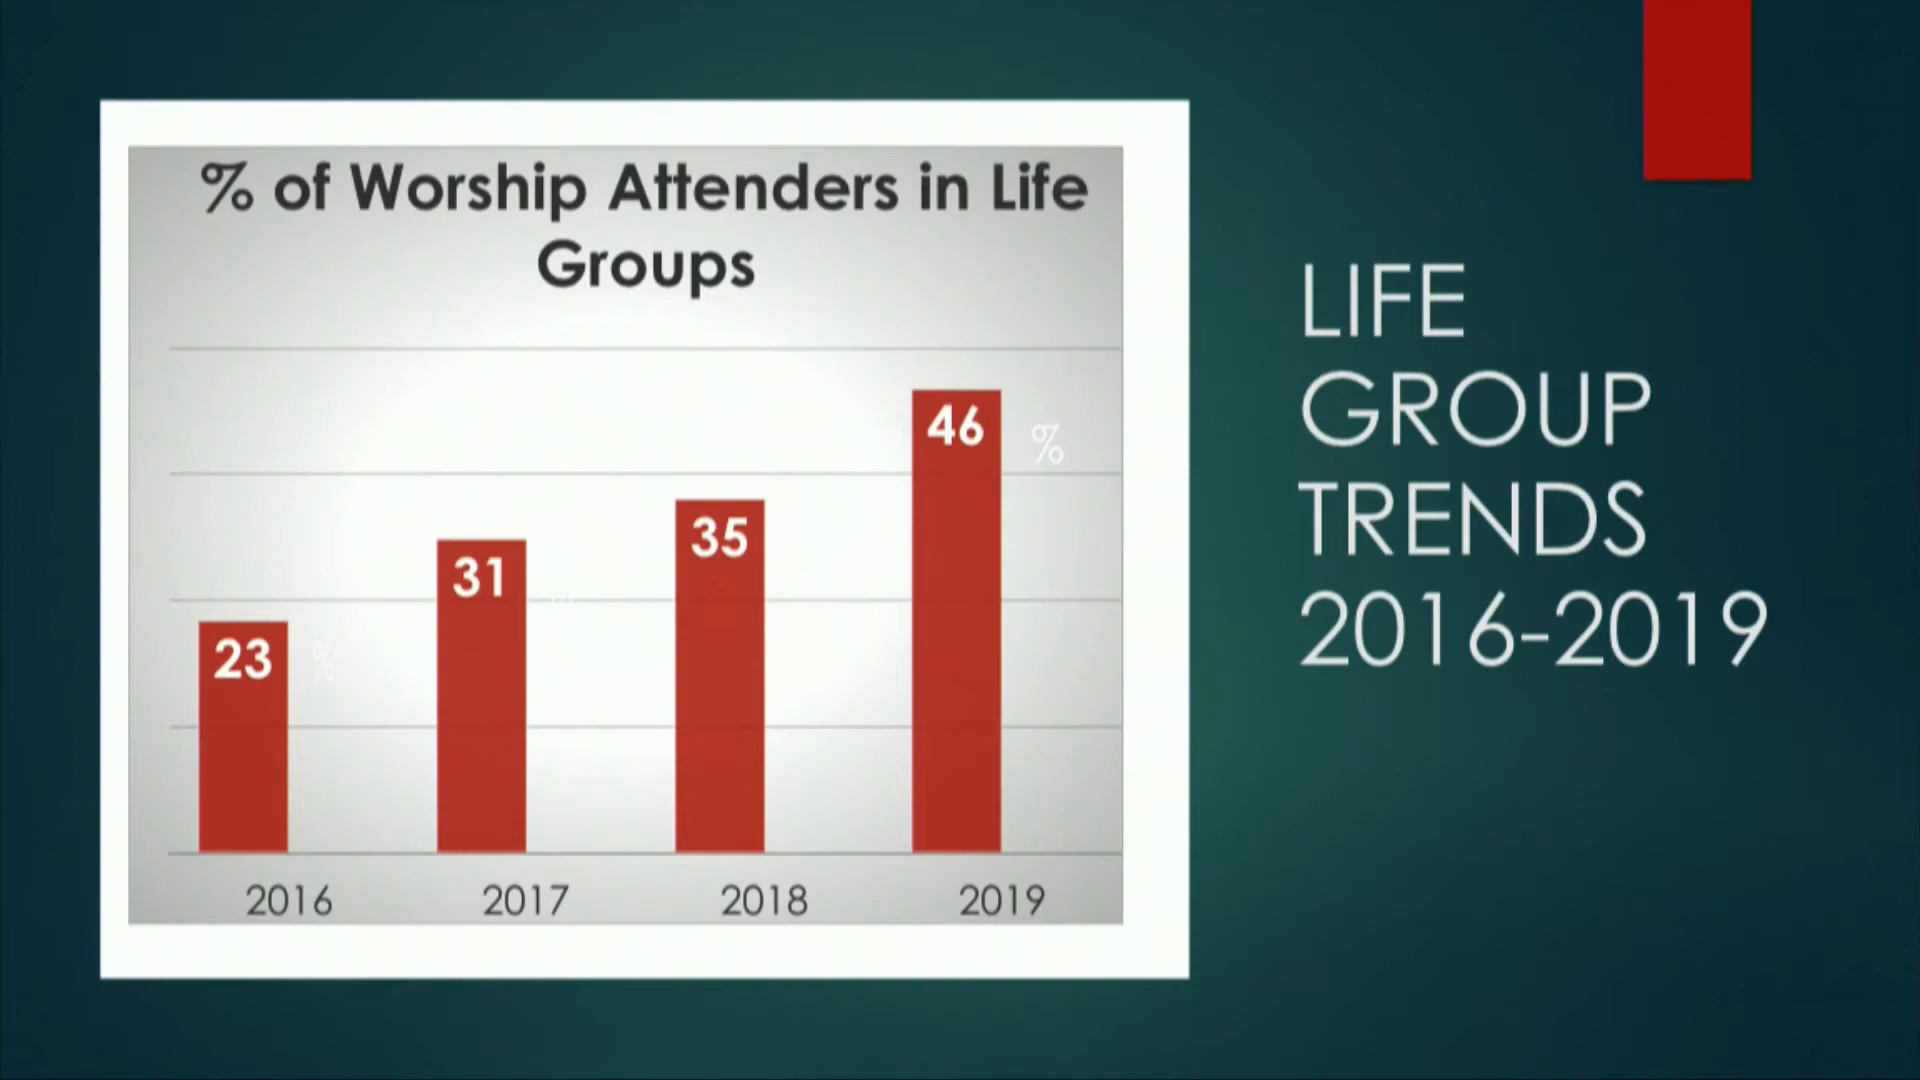 % of Worship Attenders in Life
Groups
46
%
35
31
23
%
2016
2017
2018
2019
LIFE
GROUP
TRENDS
2016-2019